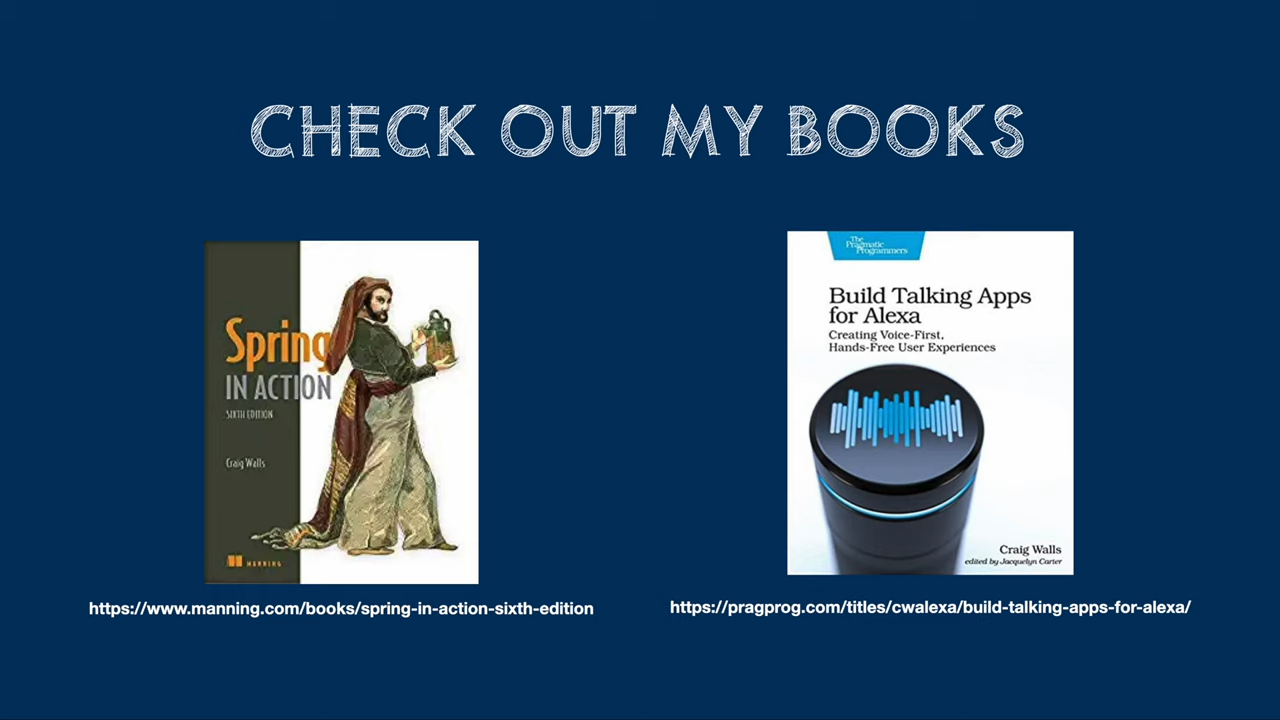 CHECK OUT MY BOOKS
Spring
IN ACTION
SIXTH EDITION
Craig Walls
MANNING
https://www.manning.com/books/spring-in-action-sixth-edition
The
Pragmatic
Programmers
Build Talking Apps
for Alexa
Creating Voice-First,
Hands-Free User Experiences
Craig Walls
edited by Jacquelyn Carter
https://pragprog.com/titles/cwalexa/build-talking-apps-for-alexa/